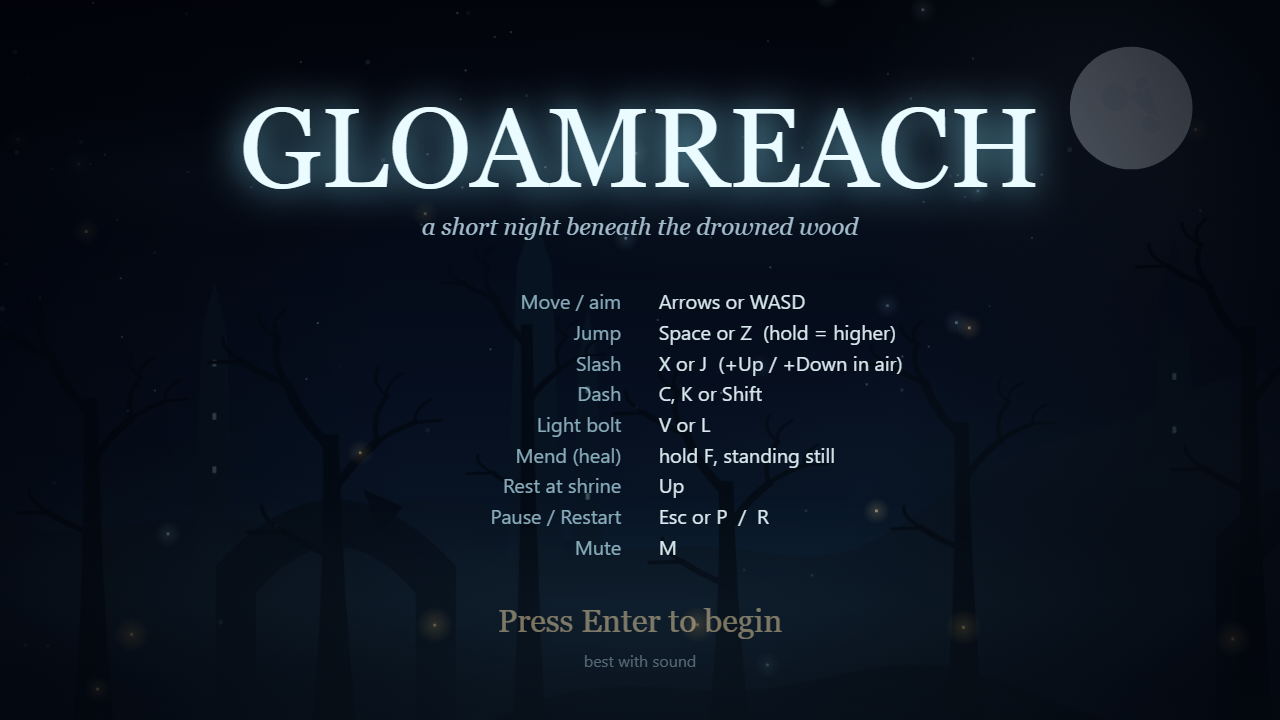 GLOAMREACH
a short night beneath the drowned wood
Move / aim Arrows or WASD
Jump Space or Z (hold = higher)
Slash X or J (+Up / +Down in air)
Dash C, K or Shift
Light bolt V or L
Mend (heal) hold F, standing still
Rest at shrine Up
Pause / Restart Esc or P / R
Mute M
Press Enter to begin
best with sound